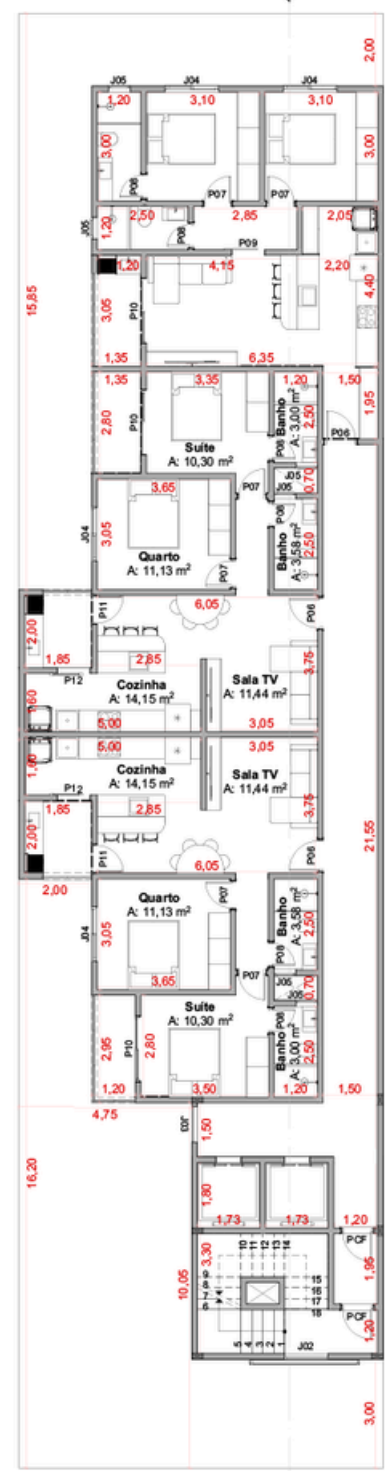 2,00
J05
J04
J04
1,20
3,10
3,10
3,00
3,00
P08
P07
P07
J05
1,20
2,50
P08
2,85
P09
2,05
15,85
1,20
4,15
2,20
3,05
P10
4,40
1,35
6,35
1,35
3,35
1,20
1,50
2,80
P10
Suíte
A: 10,30 m²
Banho
A: 3,00 m²
2,50
P08
1,95
P06
P07
J05
J05
0,70
3,65
J04
3,05
Quarto
A: 11,13 m²
P07
P08
Banho
A: 3,58 m²
2,50
P11
6,05
P06
2,00
1,85
P12
2,85
Cozinha
A: 14,15 m²
Sala TV
A: 11,44 m²
3,75
5,00
3,05
5,00
3,05
Cozinha
A: 14,15 m²
Sala TV
A: 11,44 m²
P12
1,85
2,85
3,75
2,00
P11
6,05
P06
21,55
2,00
Quarto
A: 11,13 m²
P07
J04
3,05
3,65
P08
Banho
A: 3,58 m²
2,50
P07
J05
J05
0,70
Suíte
A: 10,30 m²
2,95
P10
2,80
P08
Banho
A: 3,00 m²
2,50
1,20
3,50
1,20
1,50
4,75
J03
1,50
16,20
1,80
1,73
1,73
1,20
PCF
10,05
3,30
10
11
12
13
14
9
8
7
6
15
16
17
18
1,95
5
4
3
2
1
PCF
1,20
J02
3,00